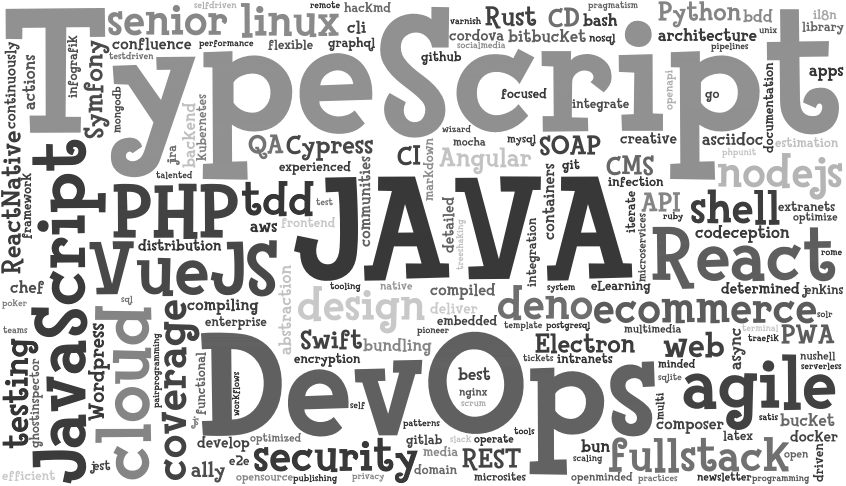 selfdriven
remote
hackmd
varnish
Rust
CD
bash
pragmatism
Python
bdd
i18n
library
senior
linux
cli
cordova
bitbucket
nosql
architecture
unix
confluence
performance
flexible
graphql
socialmedia
pipelines
TypeScript
continuously
actions
infografik
Symfony
testdriven
mongodb
github
focused
integrate
openapi
go
documentation
apps
backend
kubernetes
jra
QA
Cypress
CI
markdown
wizard
mocha
mysql
SOAP
creative
asciidoc
phpunit
estimation
talented
experienced
Angular
git
CMS
infection
nodejs
ReactNative
framework
JavaScript
PHP
tdd
test
aws
frontend
communities
JAVA
detailed
treeshaking
containers
integration
iterate
microservices
API
ruby
shell
extranets
optimize
codeception
distribution
VueJS
React
rome
chef
sql
tooling
native
compiled
system
eLearning
determined
jenkins
poker
compiling
abstraction
design
deliver
deno
ecommerce
solr
teams
enterprise
embedded
pioneer
template
postgresql
multimedia
terminal
traefik
PWA
testing
ghostinspector
Wordpress
cloud
pairprogramming
coverage
functional
workflows
encryption
Swift
bundling
Electron
tickets
intranets
web
minded
async
nushell
serverless
DevOps
self
best
nginx
scrum
sqlite
agile
multi
patterns
tools
composer
satis
bucket
develop
optimized
gitlab
slack
operate
bun
scaling
fullstack
latex
docker
open
driven
efficient
jest
ally
e2e
security
media
domain
REST
opensource
publishing
privacy
microsites
openminded
practices
newsletter
programming